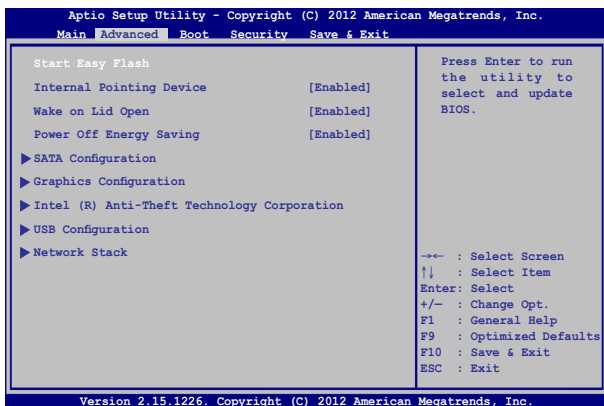 Aptio Setup Utility - Copyright (C) 2012 American Megatrends, Inc.
Main Advanced Boot Security Save & Exit
Start Easy Flash
Internal Pointing Device [Enabled]
Wake on Lid Open [Enabled]
Power Off Energy Saving [Enabled]
SATA Configuration
Graphics Configuration
Intel (R) Anti-Theft Technology Corporation
USB Configuration
Network Stack
Press Enter to run
the utility to
select and update
BIOS.
→← : Select Screen
↑↓ : Select Item
Enter: Select
+/— : Change Opt.
F1 : General Help
F9 : Optimized Defaults
F10 : Save & Exit
ESC : Exit
Version 2.15.1226. Copyright (C) 2012 American Megatrends, Inc.